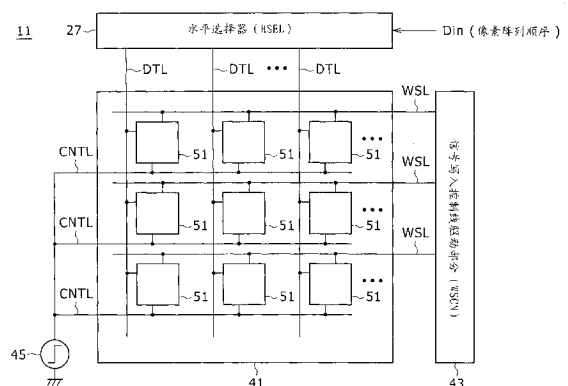 11
27
水平选择器(HSEL)
Din (像素阵列顺序)
DTL DTL ••• DTL
WSL
51 51 51 •••
CNTL
WSL
51 51 51 •••
CNTL
WSL
51 51 51 •••
CNTL
信号写入控制线驱动部分(WSCN)
45
41
43